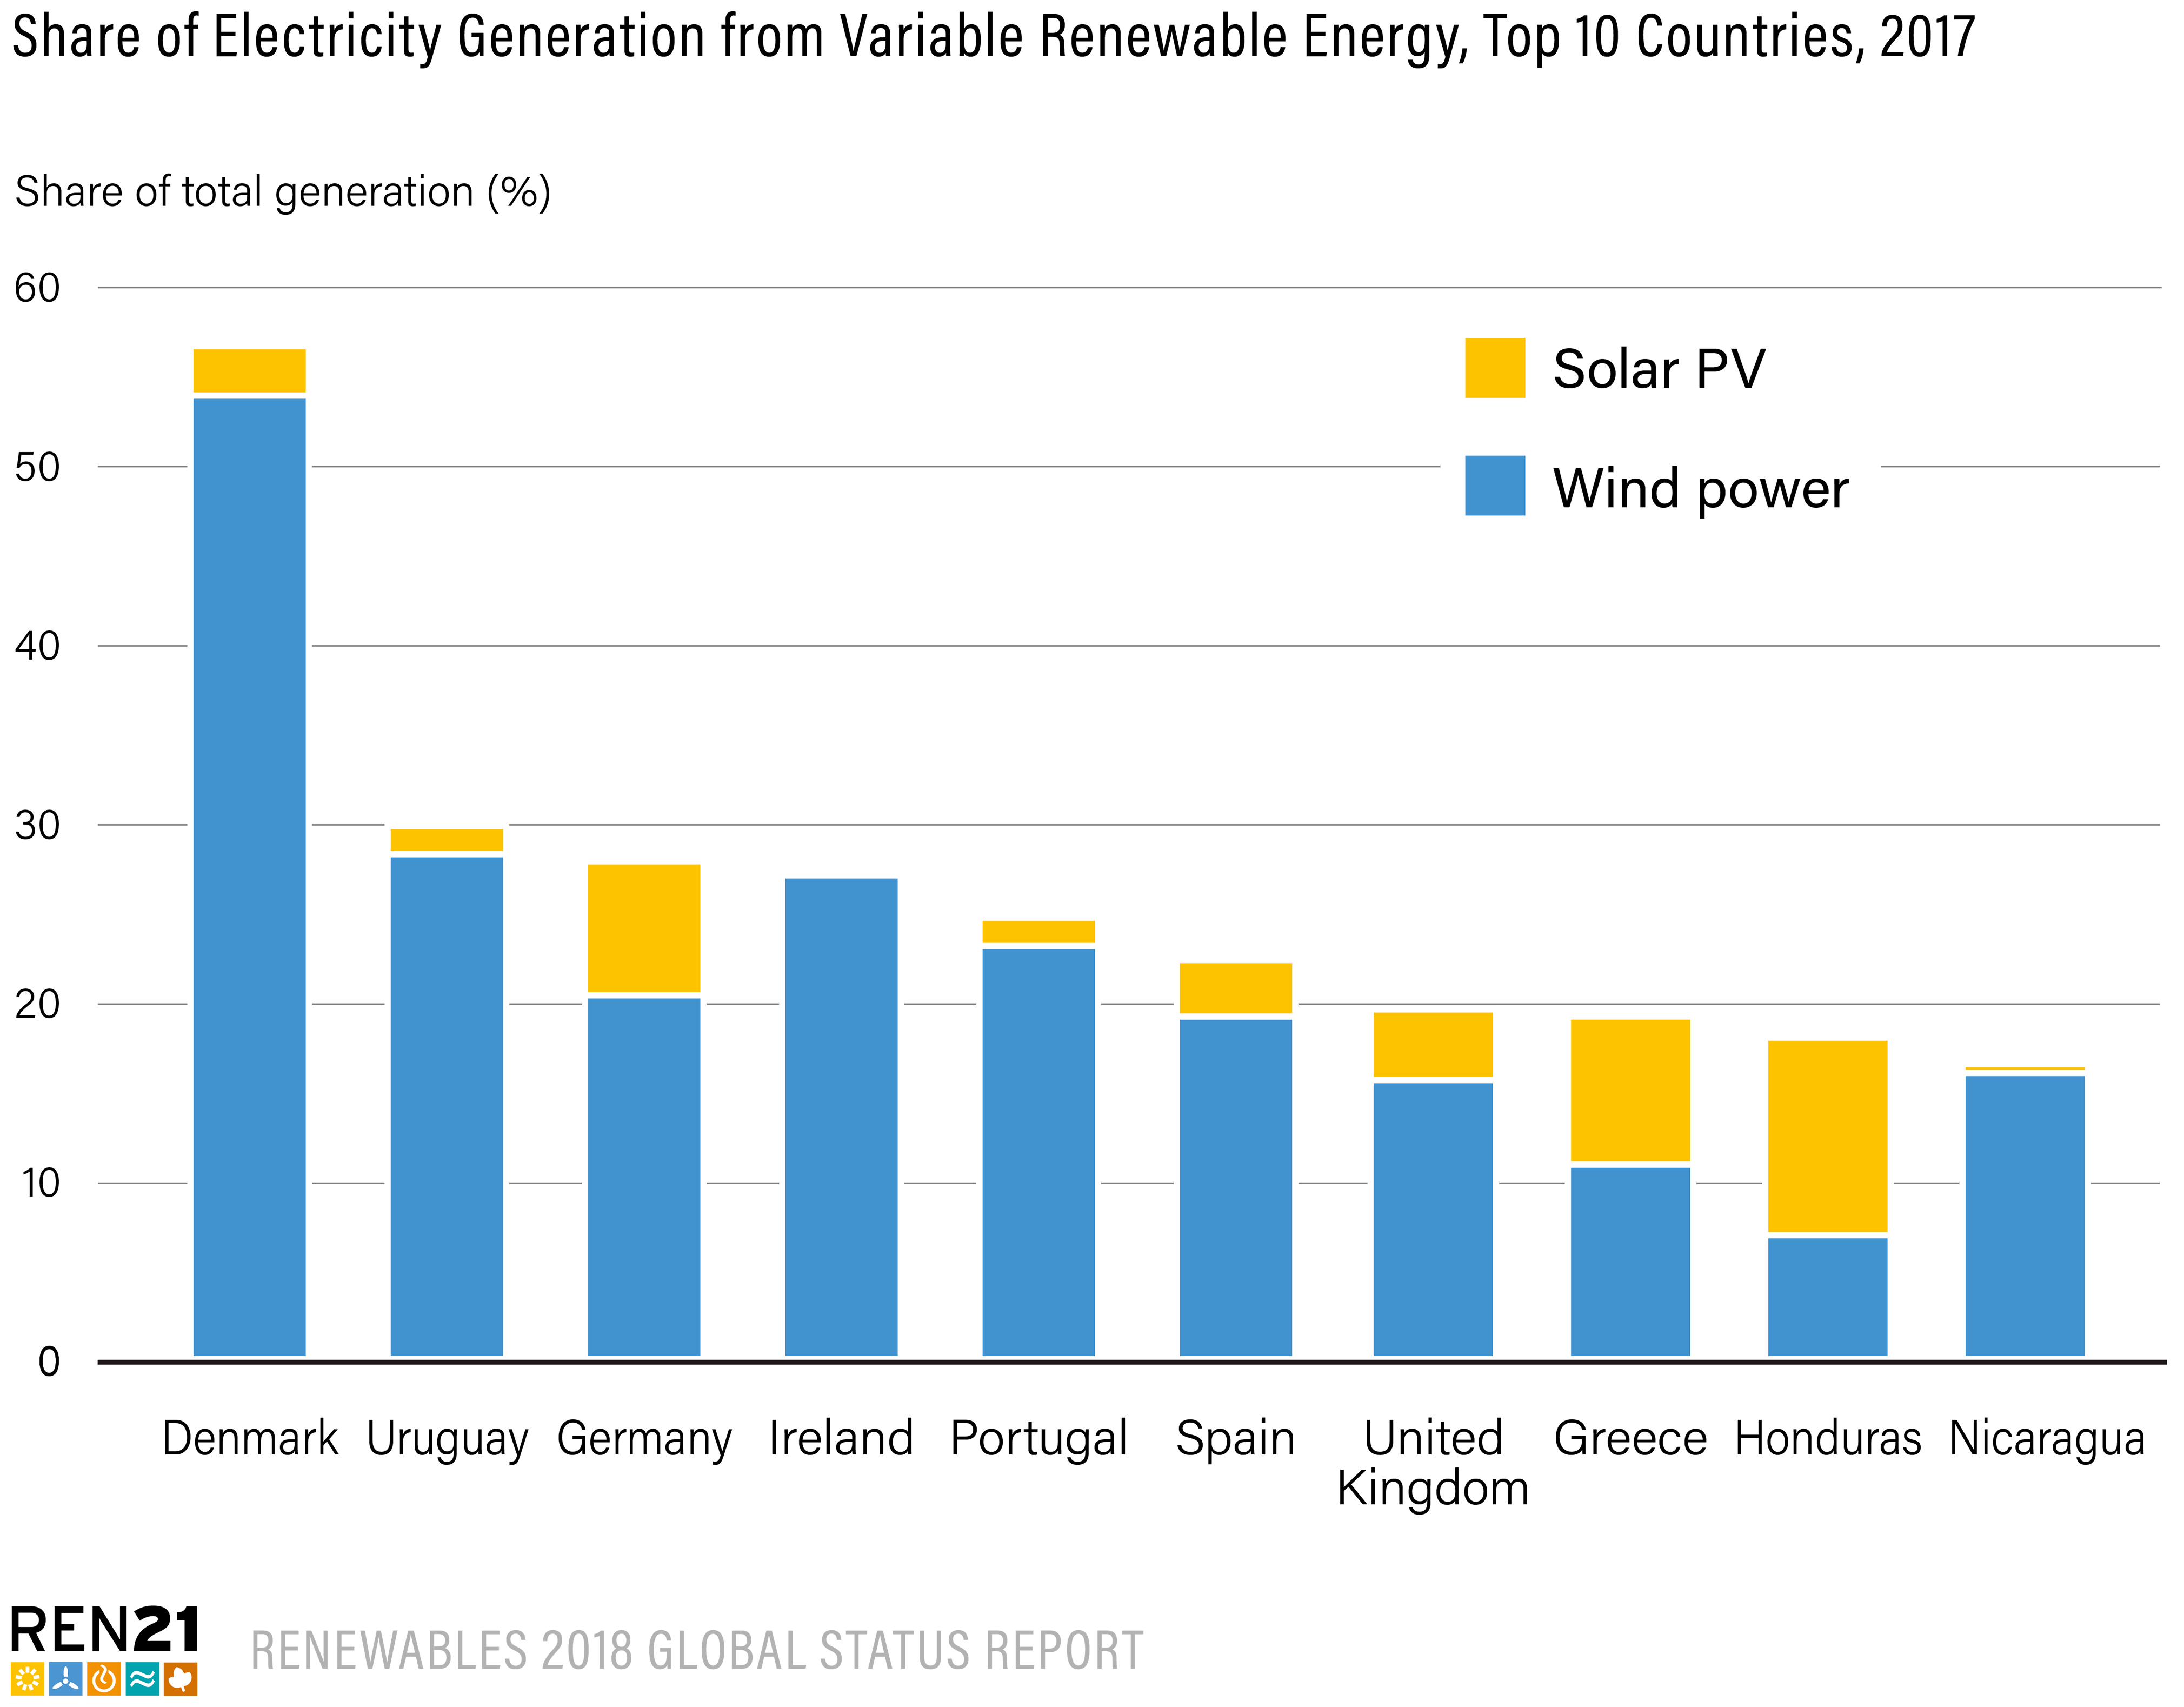 Share of Electricity Generation from Variable Renewable Energy, Top 10 Countries, 2017
Share of total generation (%)
60
Solar PV
50
Wind power
40
30
20
10
0
Denmark Uruguay Germany Ireland Portugal Spain United Greece Honduras Nicaragua
Kingdom
REN21
RENEWABLES 2018 GLOBAL STATUS REPORT